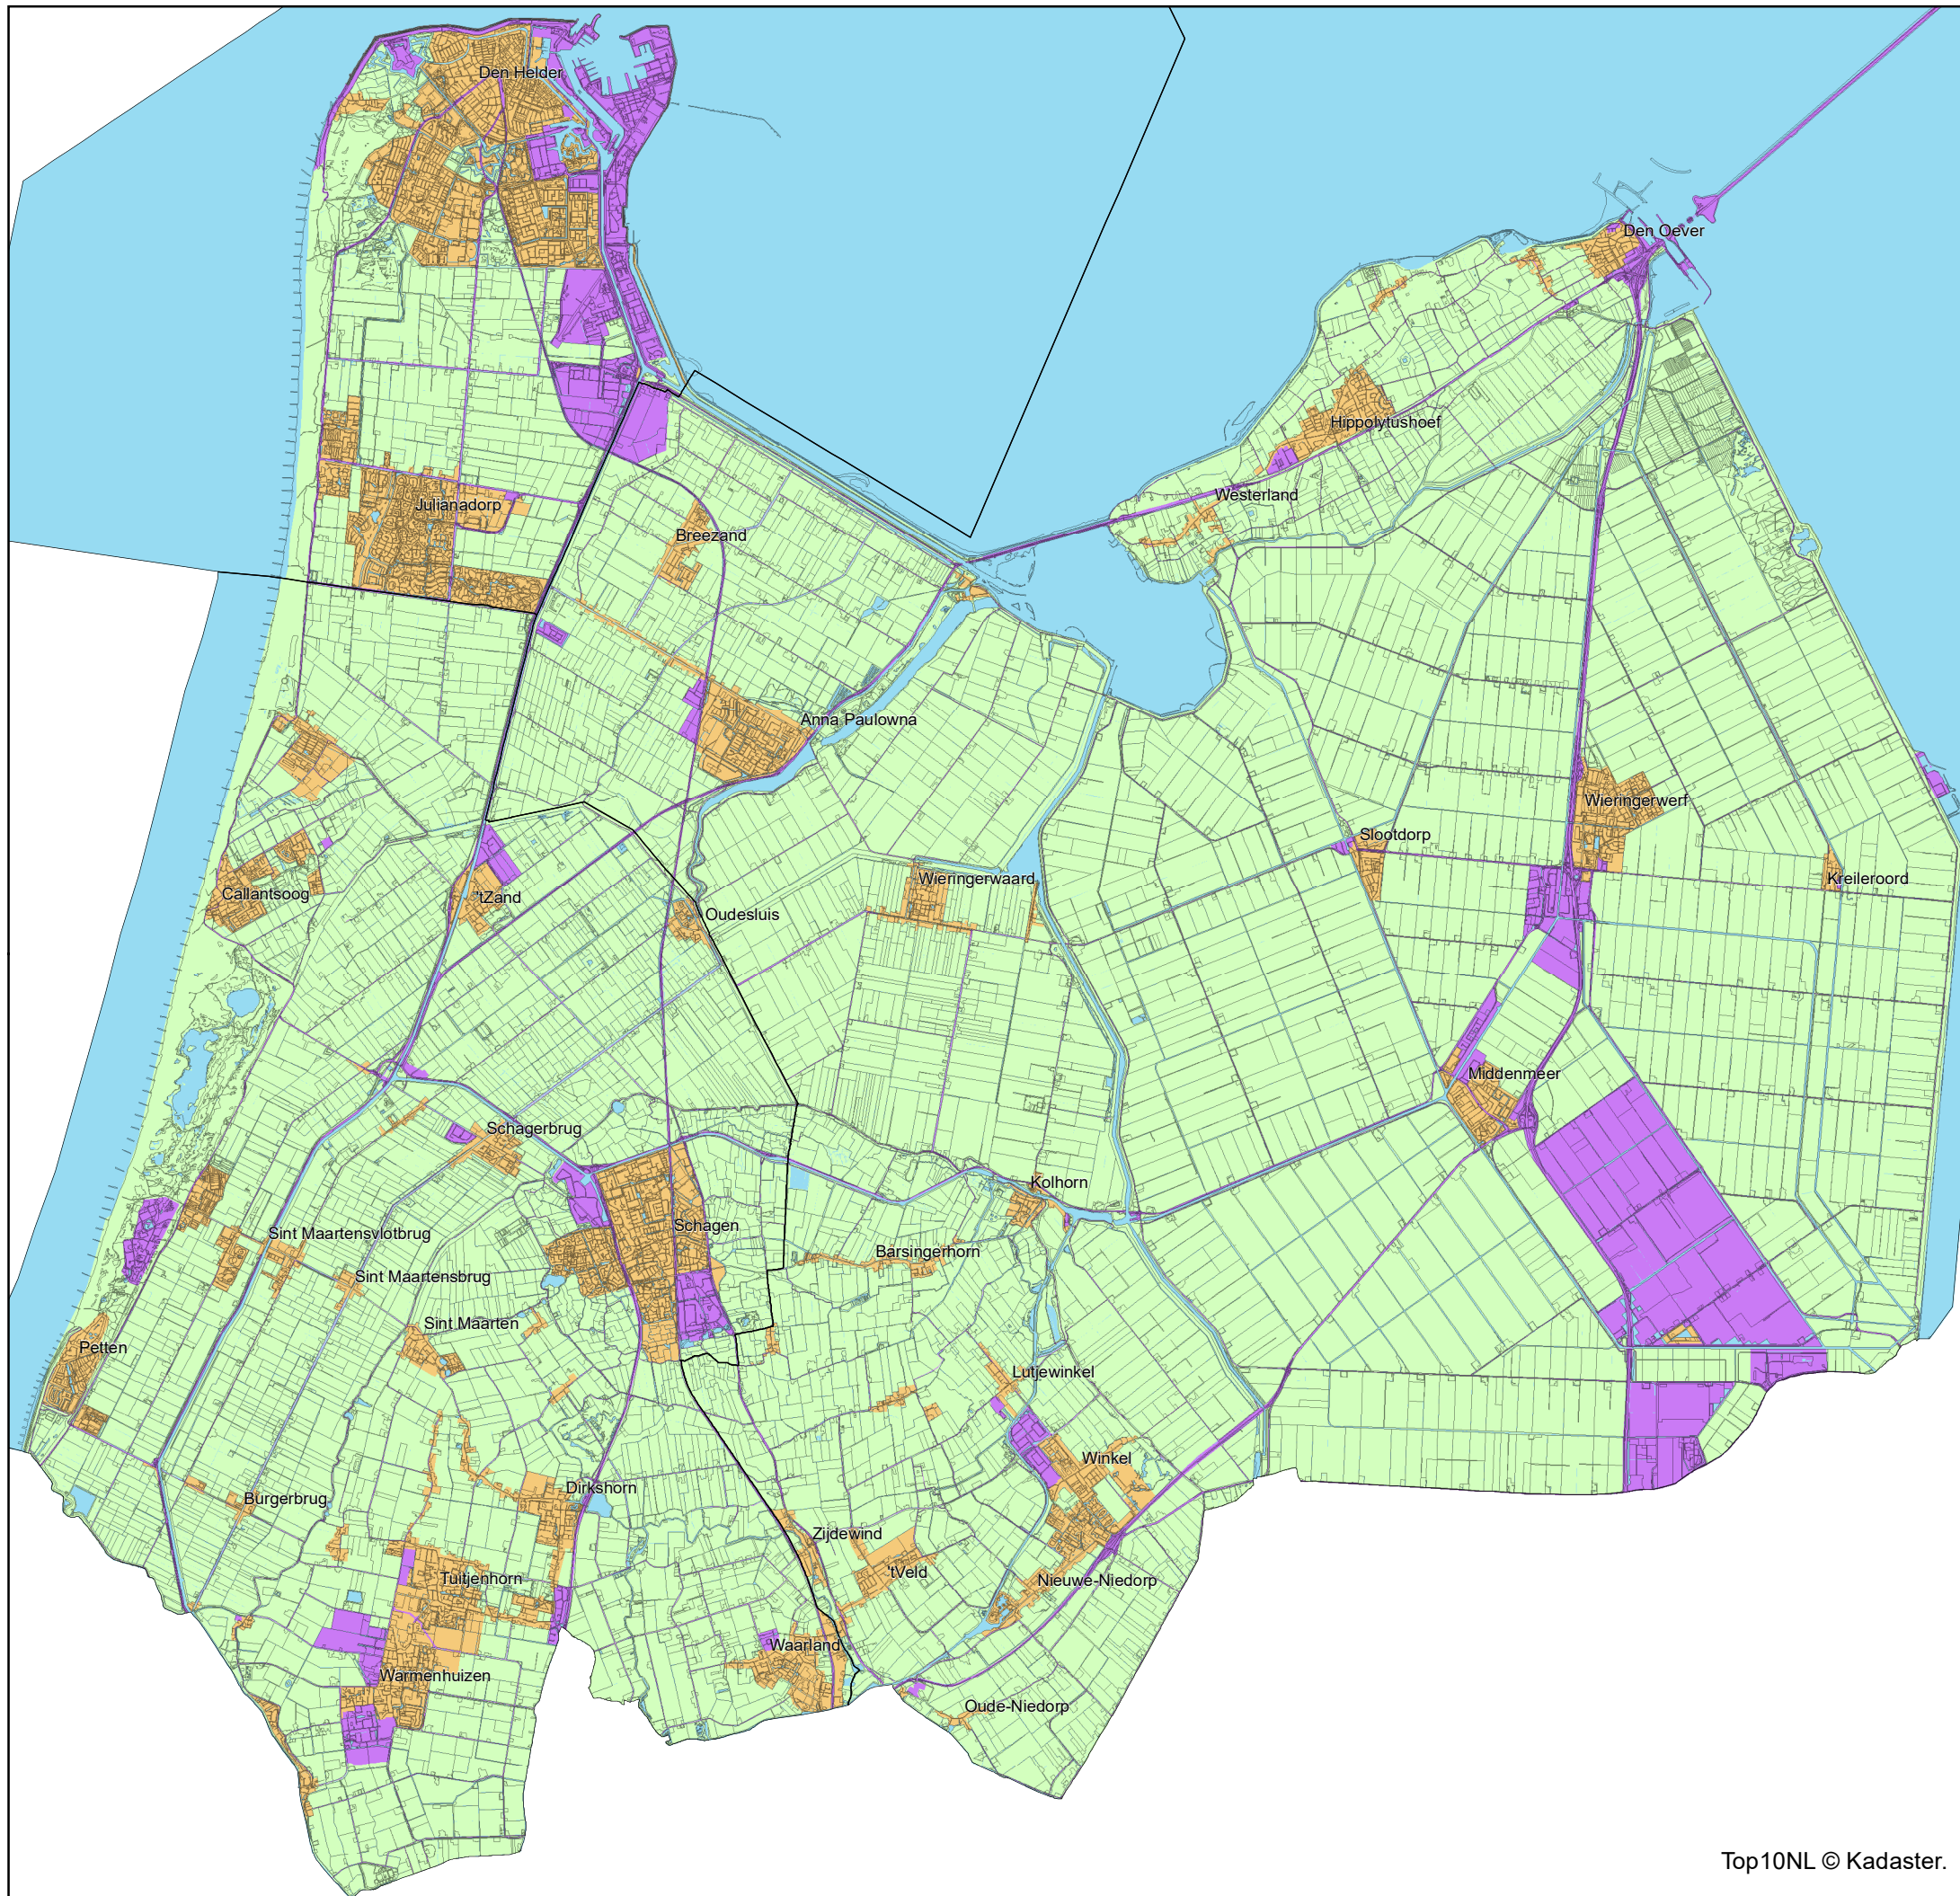 Den Helder
Den Oever
Hippolytushoef
Westerland
Julianadorp
Breezand
Anna Paulowna
Wieringerwerf
Slootdorp
Kreileroord
Wieringerwaard
Callantsoog
'tZand
Oudesluis
Middenmeer
Schagerbrug
Kolhorn
Schagen
Sint Maartensvlotbrug
Barsingerhorn
Sint Maartensbrug
Sint Maarten
Petten
Lutjewinkel
Winkel
Dirkshorn
Burgerbrug
Zijdewind
'tVeld
Tuitjenhorn
Nieuwe-Niedorp
Waarland
Warmenhuizen
Oude-Niedorp
Top10NL © Kadaster.